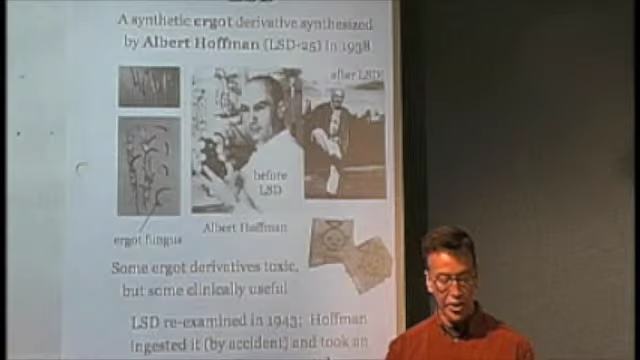 A synthetic ergot derivative synthesized
by Albert Hoffman (LSD-25) in 1938.
after LSD!
before
LSD
ergot fungus
Albert Hoffman
Some ergot derivatives toxic,
but some clinically useful
LSD re-examined in 1943: Hoffman
ingested it (by accident) and took an